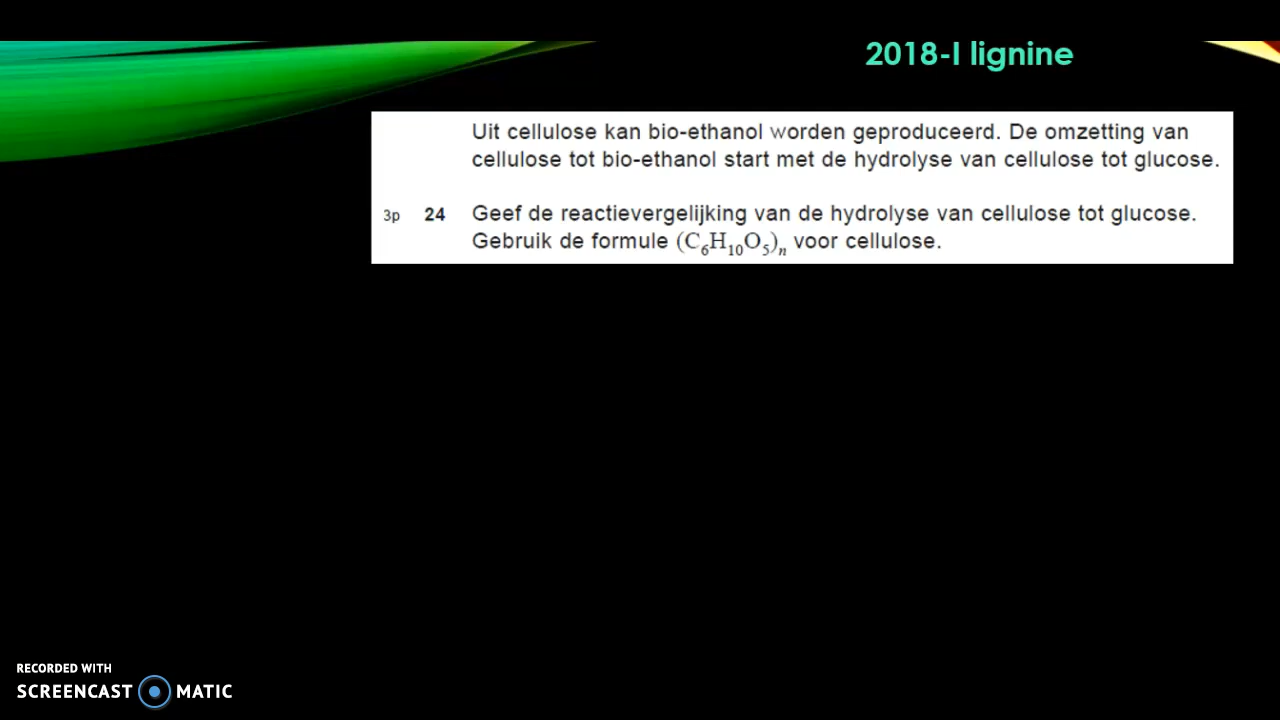 2018-I lignine
Uit cellulose kan bio-ethanol worden geproduceerd. De omzetting van
cellulose tot bio-ethanol start met de hydrolyse van cellulose tot glucose.
3p 24 Geef de reactievergelijking van de hydrolyse van cellulose tot glucose.
Gebruik de formule (C₆H₁₀O₅)ₙ voor cellulose.
RECORDED WITH
SCREENCAST MATIC